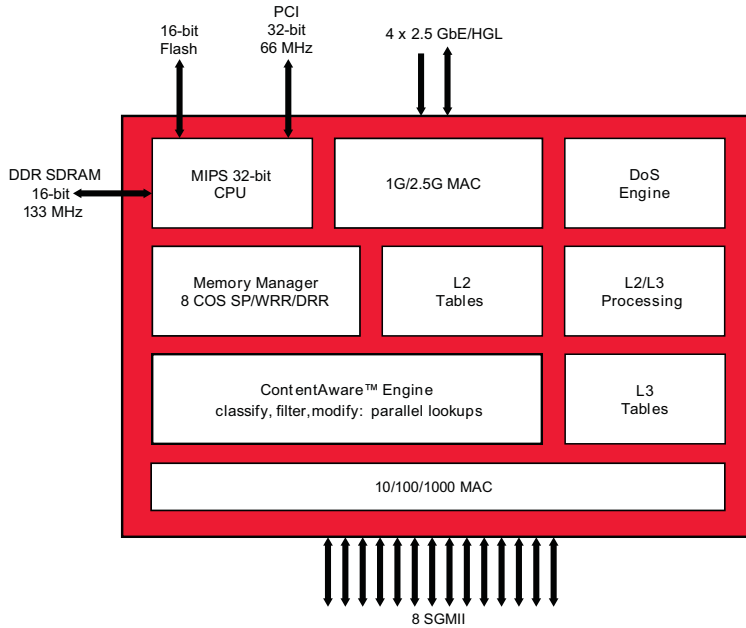 16-bit
Flash
PCI
32-bit
66 MHz
4 x 2.5 GbE/HGL
DDR SDRAM
16-bit
133 MHz
MIPS 32-bit
CPU
1G/2.5G MAC
DoS
Engine
Memory Manager
8 COS SP/WRR/DRR
L2
Tables
L2/L3
Processing
ContentAware™ Engine
classify, filter,modify: parallel lookups
L3
Tables
10/100/1000 MAC
8 SGMII